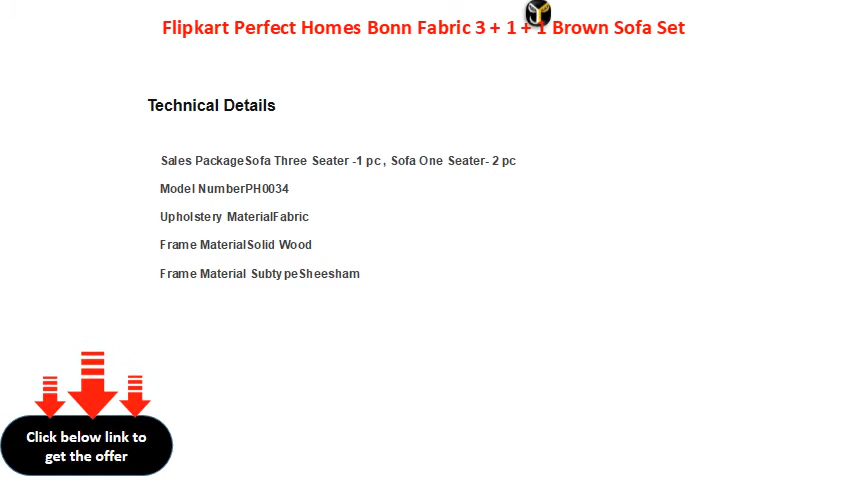 Flipkart Perfect Homes Bonn Fabric 3 + 1 + 1 Brown Sofa Set
Technical Details
Sales PackageSofa Three Seater -1 pc , Sofa One Seater- 2 pc
Model NumberPH0034
Upholstery MaterialFabric
Frame MaterialSolid Wood
Frame Material SubtypeSheesham
Click below link to
get the offer